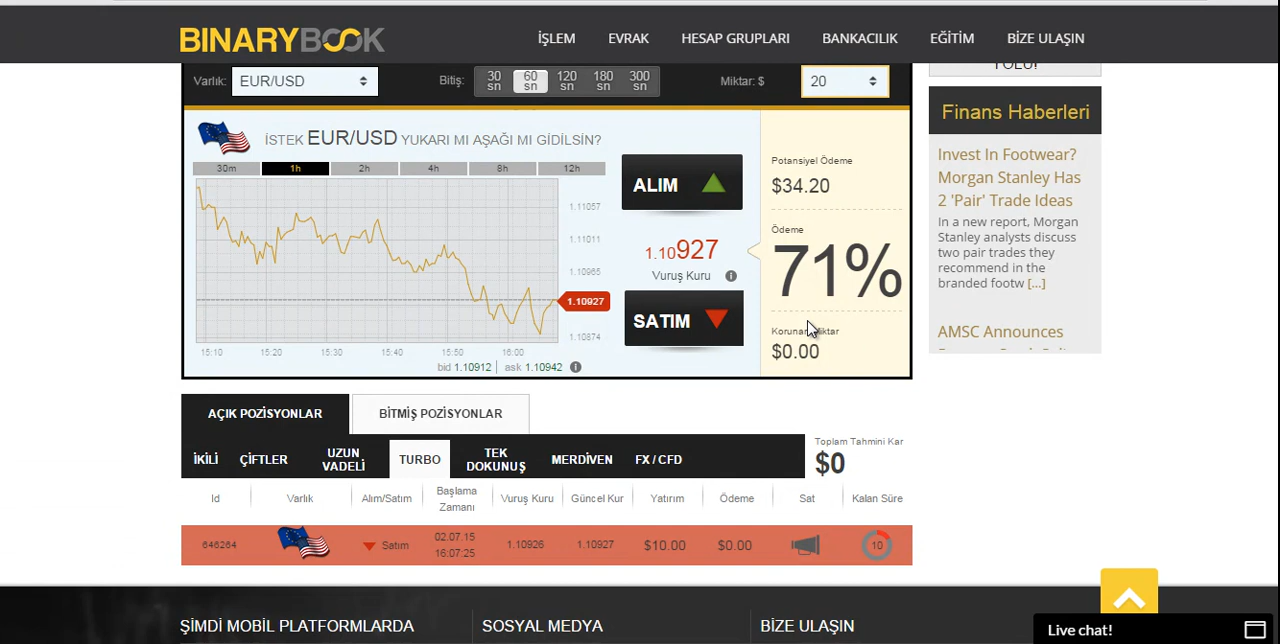 BINARYBOOK
İŞLEM EVRAK HESAP GRUPLARI BANKACILIK EĞİTİM BİZE ULAŞIN
Varlık: EUR/USD Bitiş: 30 sn 60 sn 120 sn 180 sn 300 sn Miktar: $ 20
YOLU!
Finans Haberleri
İSTEK EUR/USD YUKARI MI AŞAĞI MI GİDİLSİN?
30m 1h 2h 4h 8h 12h
1.11057
1.11011
1.10965
1.10927
1.10874
15:10 15:20 15:30 15:40 15:50 16:00
bid 1.10912 | ask 1.10942
ALIM
1.10927
Vuruş Kuru
SATIM
Potansiyel Ödeme
$34.20
Ödeme
71%
Korunan Miktar
$0.00
Invest In Footwear?
Morgan Stanley Has
2 'Pair' Trade Ideas
In a new report, Morgan
Stanley analysts discuss
two pair trades they
recommend in the
branded footw [...]
AMSC Announces
AÇIK POZİSYONLAR BİTMİŞ POZİSYONLAR
İKİLİ ÇİFTLER UZUN VADELİ TURBO TEK DOKUNUŞ MERDİVEN FX / CFD
Toplam Tahmini Kar
$0
Id Varlık Alım/Satım Başlama Zamanı Vuruş Kuru Güncel Kur Yatırım Ödeme Sat Kalan Süre
646264 Satım 02.07.15 16:07:25 1.10926 1.10927 $10.00 $0.00 10
ŞİMDİ MOBİL PLATFORMLARDA SOSYAL MEDYA BİZE ULAŞIN
Live chat!